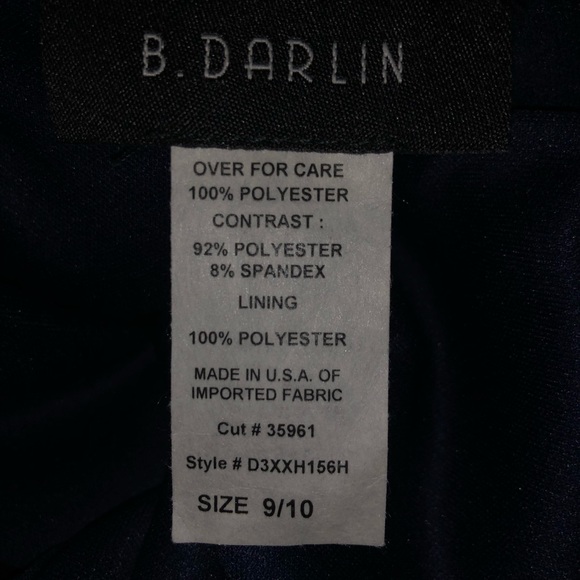 B. DARLIN
OVER FOR CARE
100% POLYESTER
CONTRAST :
92% POLYESTER
8% SPANDEX
LINING
100% POLYESTER
MADE IN U.S.A. OF
IMPORTED FABRIC
Cut # 35961
Style # D3XXH156H
SIZE 9/10